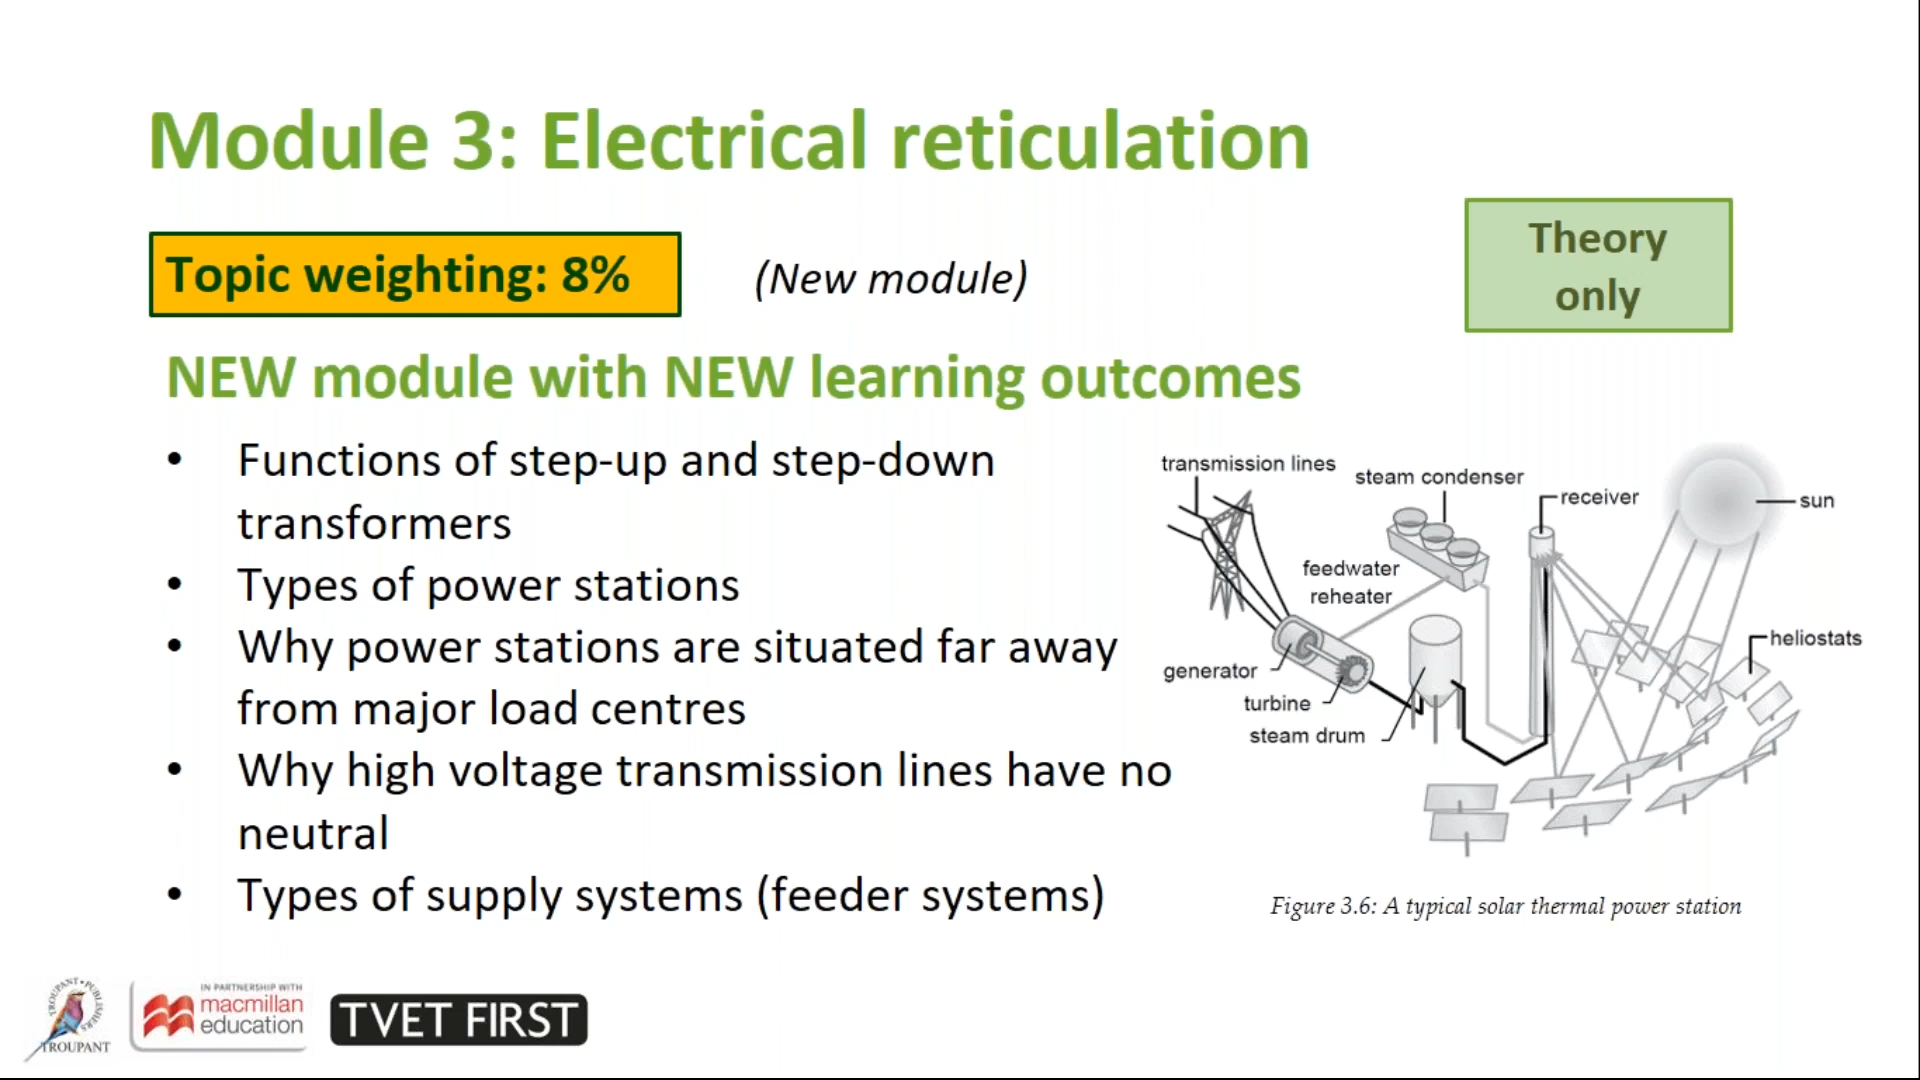 Module 3: Electrical reticulation
Topic weighting: 8%
(New module)
Theory
only
NEW module with NEW learning outcomes
• Functions of step-up and step-down
transformers
• Types of power stations
• Why power stations are situated far away
from major load centres
• Why high voltage transmission lines have no
neutral
• Types of supply systems (feeder systems)
transmission lines
steam condenser
receiver
sun
feedwater
reheater
heliostats
generator
turbine
steam drum
Figure 3.6: A typical solar thermal power station
TROUPANT • PUBLISHERS
TROUPANT
IN PARTNERSHIP WITH
macmillan
education
TVET FIRST